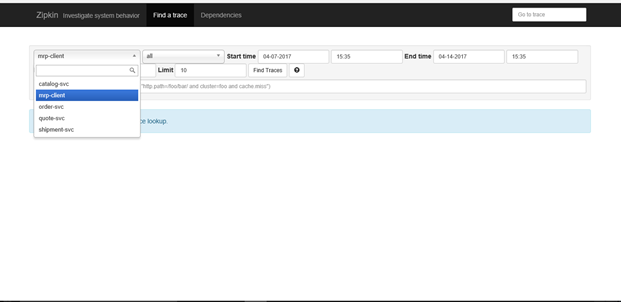 Zipkin Investigate system behavior Find a trace Dependencies Go to trace
mrp-client all Start time 04-07-2017 15:35 End time 04-14-2017 15:35
Limit 10 Find Traces
"http.path=/foo/bar/ and cluster=foo and cache.miss")
catalog-svc
mrp-client
order-svc
ce lookup.
quote-svc
shipment-svc